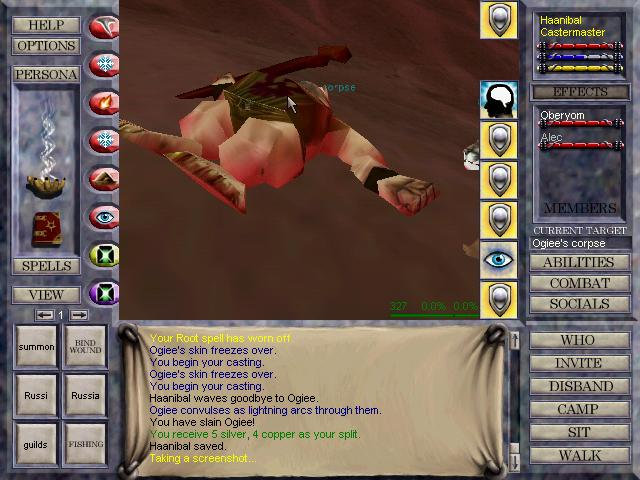 HELP
OPTIONS
PERSONA
SPELLS
VIEW
1
summon
BIND WOUND
Russi
Russia
guilds
FISHING
corpse
327 0.0% 0.0%
Your Root spell has worn off.
Ogiee's skin freezes over.
You begin your casting.
Ogiee's skin freezes over.
You begin your casting.
Haanibal waves goodbye to Ogiee.
Ogiee convulses as lightning arcs through them.
You have slain Ogiee!
You receive 5 silver, 4 copper as your split.
Haanibal saved.
Taking a screenshot...
Haanibal
Castermaster
EFFECTS
Oberyom
Alec
MEMBERS
CURRENT TARGET
Ogiee's corpse
ABILITIES
COMBAT
SOCIALS
WHO
INVITE
DISBAND
CAMP
SIT
WALK